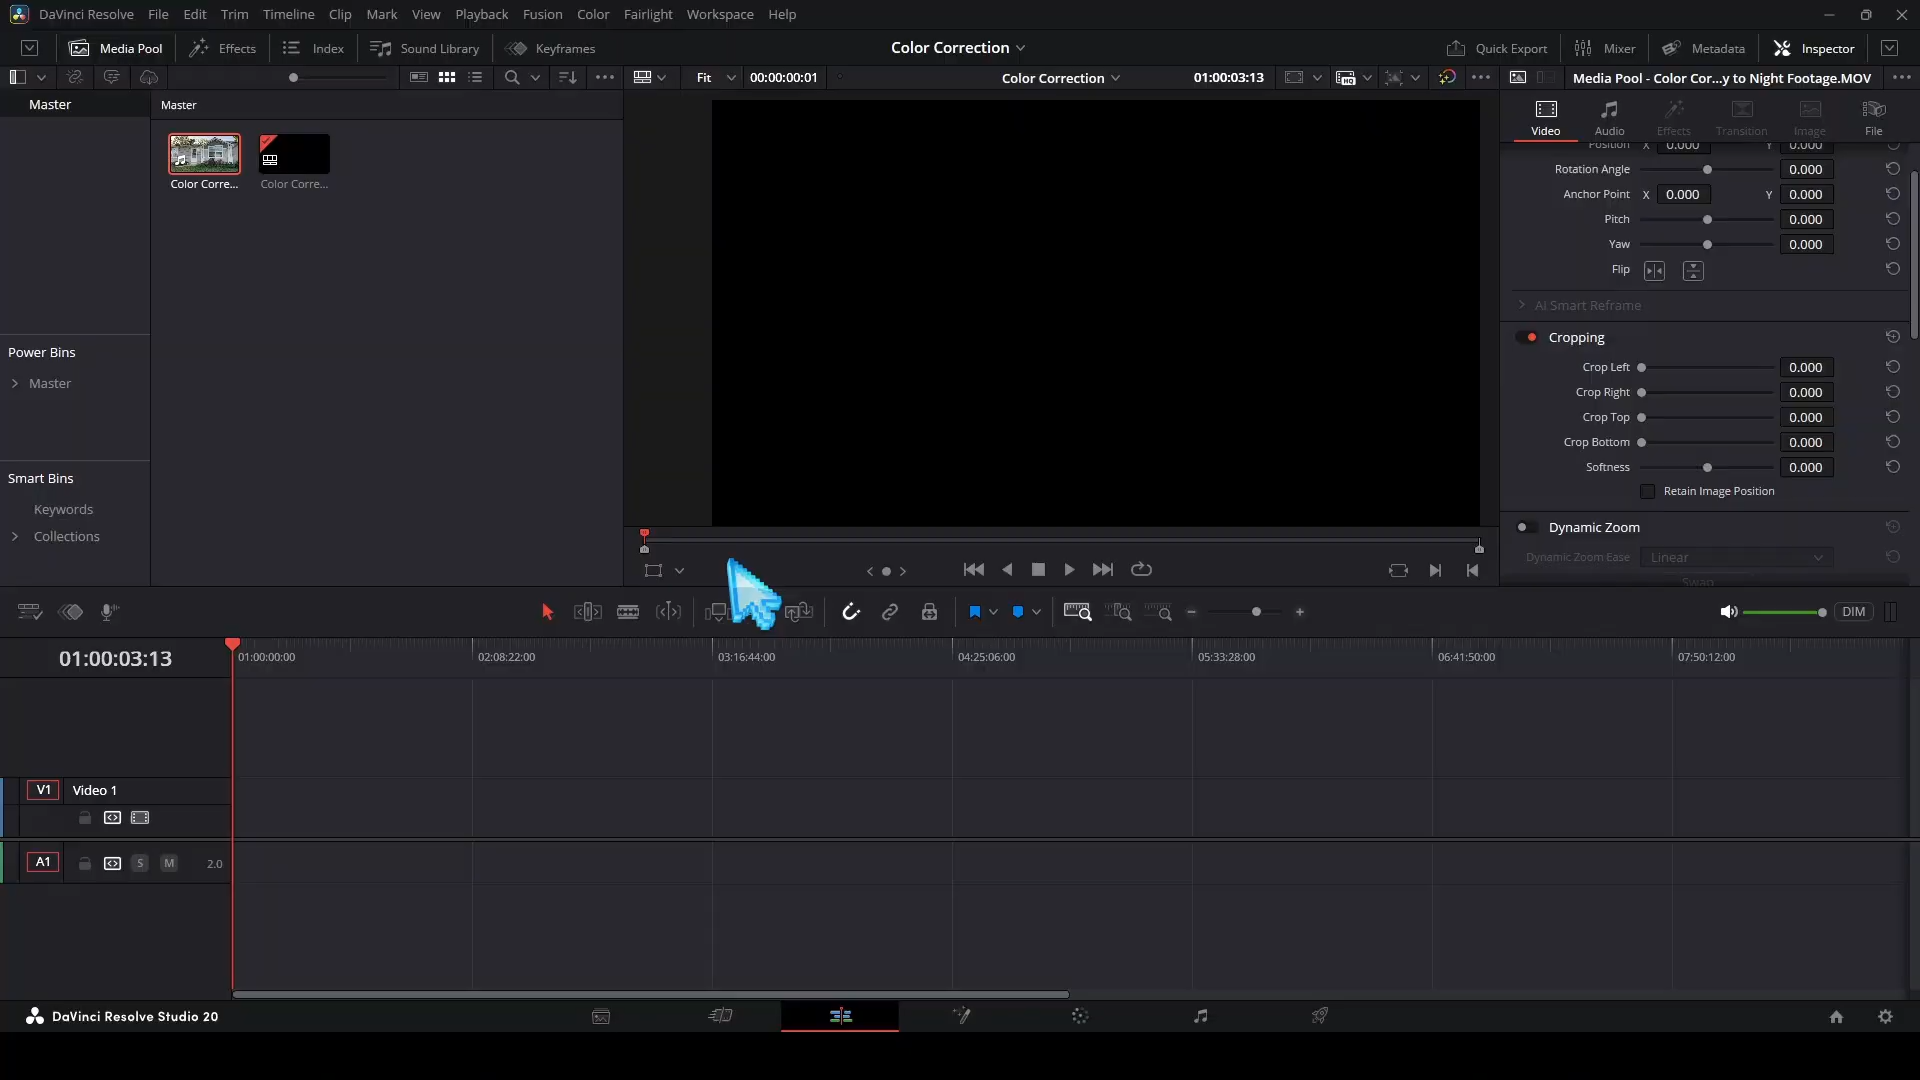 DaVinci Resolve File Edit Trim Timeline Clip Mark View Playback Fusion Color Fairlight Workspace Help
Media Pool Effects Index Sound Library Keyframes Color Correction Quick Export Mixer Metadata Inspector
Fit 00:00:00:01 Color Correction 01:00:03:13 Media Pool - Color Cor...y to Night Footage.MOV
Master Master
Video Audio Effects Transition Image File
Color Corre... Color Corre...
Position X 0.000 Y 0.000
Rotation Angle 0.000
Anchor Point X 0.000 Y 0.000
Pitch 0.000
Yaw 0.000
Flip
AI Smart Reframe
Cropping
Crop Left 0.000
Crop Right 0.000
Crop Top 0.000
Crop Bottom 0.000
Softness 0.000
Retain Image Position
Dynamic Zoom
Dynamic Zoom Ease Linear
Swap
Power Bins
Master
Smart Bins
Keywords
Collections
DIM
01:00:03:13 01:00:00:00 02:08:22:00 03:16:44:00 04:25:06:00 05:33:28:00 06:41:50:00 07:50:12:00
V1 Video 1
A1 S M 2.0
DaVinci Resolve Studio 20